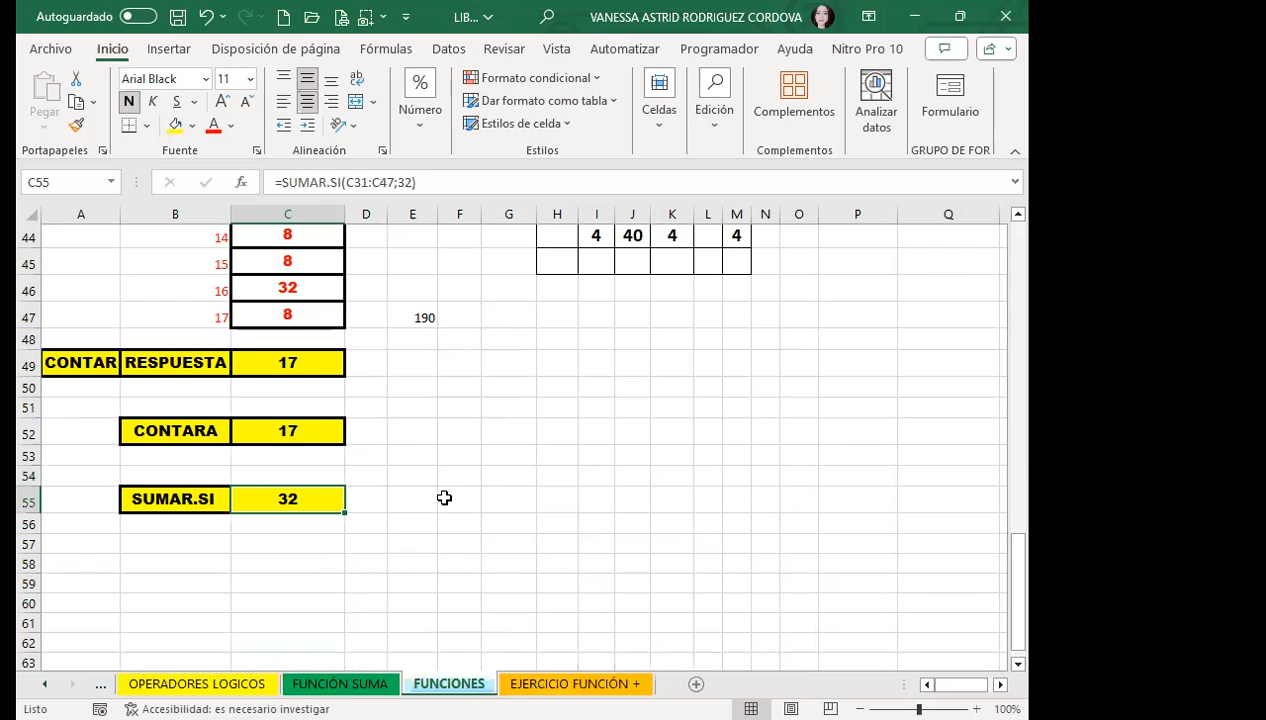 Autoguardado LIB... VANESSA ASTRID RODRIGUEZ CORDOVA
Archivo Inicio Insertar Disposición de página Fórmulas Datos Revisar Vista Automatizar Programador Ayuda Nitro Pro 10
Pegar
Portapapeles
Arial Black 11
N K S
Fuente
Alineación
% Número
Formato condicional
Dar formato como tabla
Estilos de celda
Estilos
Celdas
Edición
Complementos
Complementos
Analizar datos
Formulario
GRUPO DE FOR
C55 fx =SUMAR.SI(C31:C47;32)
A B C D E F G H I J K L M N O P Q
44 14 8 4 40 4 4
45 15 8
46 16 32
47 17 8 190
48
49 CONTAR RESPUESTA 17
50
51
52 CONTARA 17
53
54
55 SUMAR.SI 32
56
57
58
59
60
61
62
63
... OPERADORES LOGICOS FUNCIÓN SUMA FUNCIONES EJERCICIO FUNCIÓN +
Listo Accesibilidad: es necesario investigar 100%